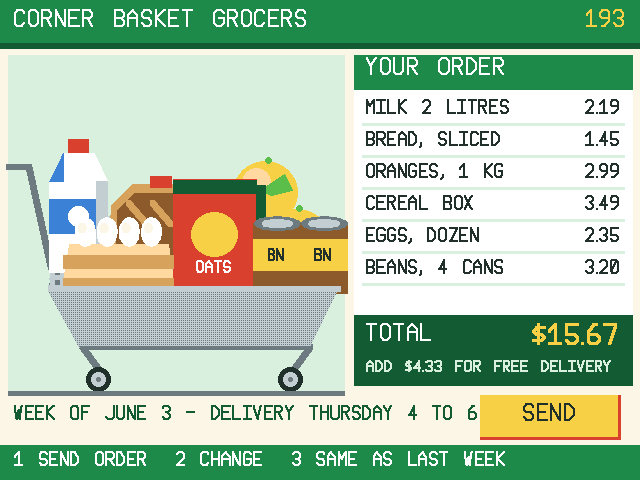 CORNER BASKET GROCERS 193
YOUR ORDER
MILK 2 LITRES 2.19
BREAD, SLICED 1.45
ORANGES, 1 KG 2.99
CEREAL BOX 3.49
EGGS, DOZEN 2.35
BEANS, 4 CANS 3.20
OATS
BN BN
TOTAL $15.67
ADD $4.33 FOR FREE DELIVERY
WEEK OF JUNE 3 - DELIVERY THURSDAY 4 TO 6
SEND
1 SEND ORDER 2 CHANGE 3 SAME AS LAST WEEK